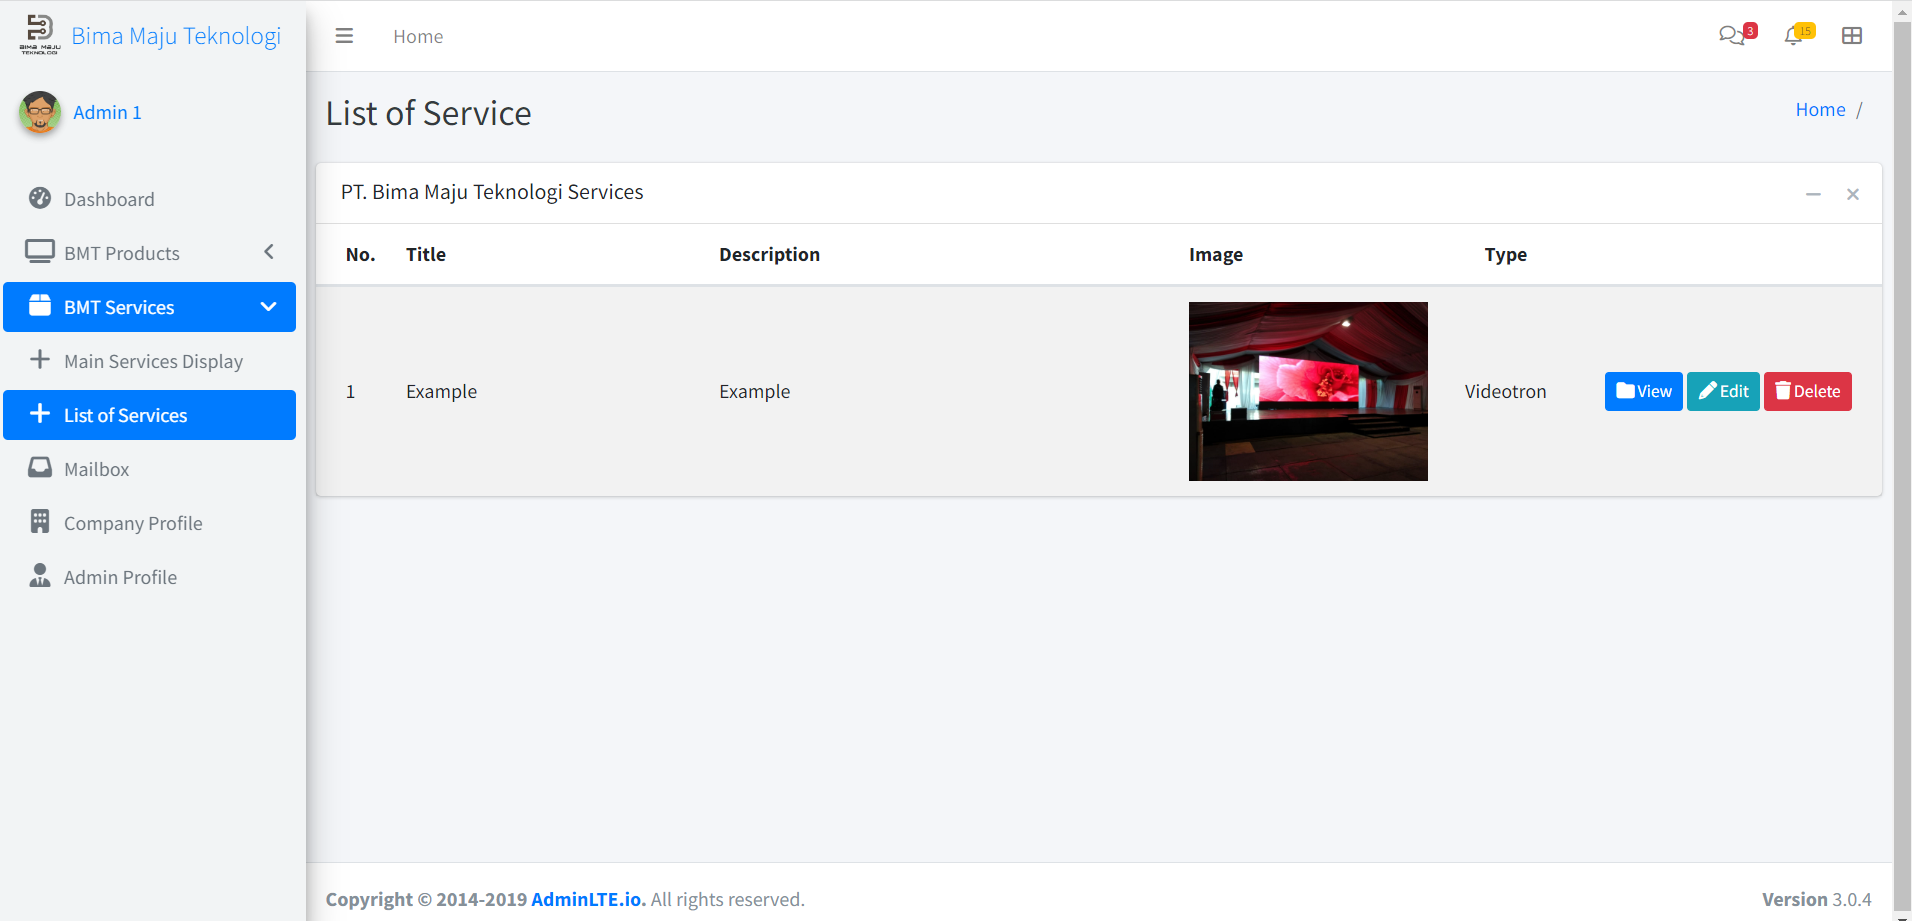 BIMA MAJU
TEKNOLOGI
Bima Maju Teknologi
Home
3
15
Admin 1
List of Service
Home /
Dashboard
BMT Products
BMT Services
Main Services Display
List of Services
Mailbox
Company Profile
Admin Profile
PT. Bima Maju Teknologi Services
No. Title Description Image Type
1 Example Example Videotron View Edit Delete
Copyright © 2014-2019 AdminLTE.io. All rights reserved.
Version 3.0.4